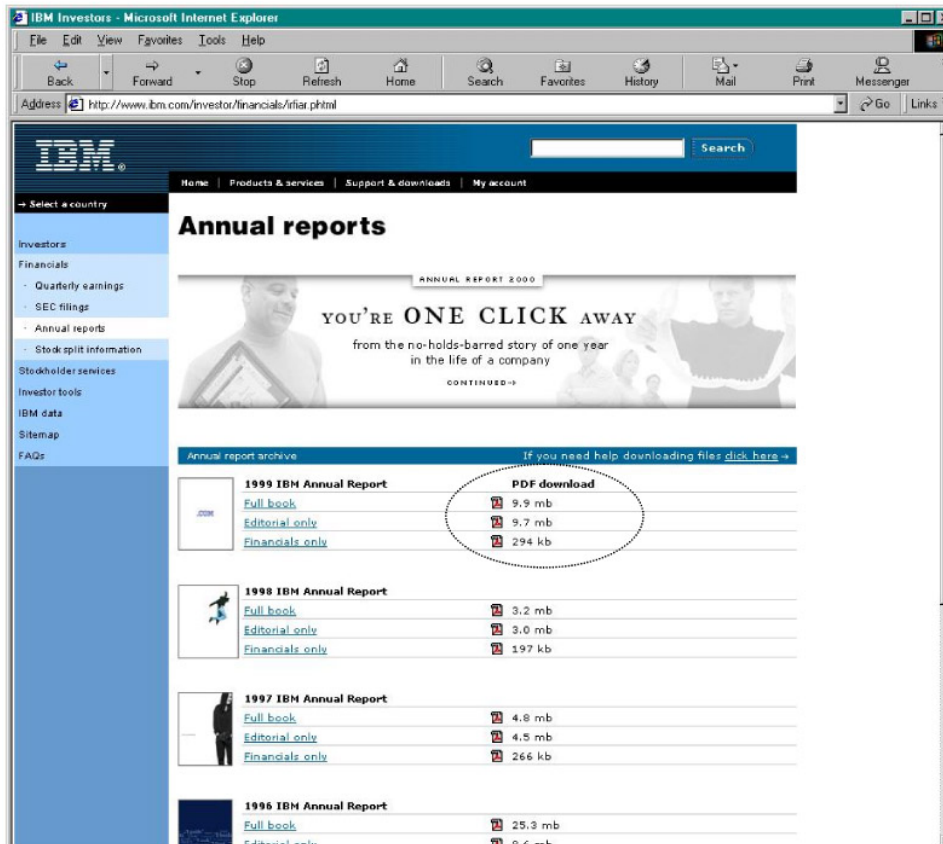 IBM Investors - Microsoft Internet Explorer
File Edit View Favorites Tools Help
Back Forward Stop Refresh Home Search Favorites History Mail Print Messenger
Address http://www.ibm.com/investor/financials/irfiar.phtml Go Links
IBM®
Search
Home | Products & services | Support & downloads | My account
→ Select a country
Investors
Financials
· Quarterly earnings
· SEC filings
· Annual reports
· Stock split information
Stockholder services
Investor tools
IBM data
Sitemap
FAQs
Annual reports
ANNUAL REPORT 2000
YOU'RE ONE CLICK AWAY
from the no-holds-barred story of one year
in the life of a company
CONTINUED→
Annual report archive If you need help downloading files click here→
.COM
1999 IBM Annual Report PDF download
Full book 9.9 mb
Editorial only 9.7 mb
Financials only 294 kb
1998 IBM Annual Report
Full book 3.2 mb
Editorial only 3.0 mb
Financials only 197 kb
1997 IBM Annual Report
Full book 4.8 mb
Editorial only 4.5 mb
Financials only 266 kb
1996 IBM Annual Report
Full book 25.3 mb
Editorial only 8.6 mb